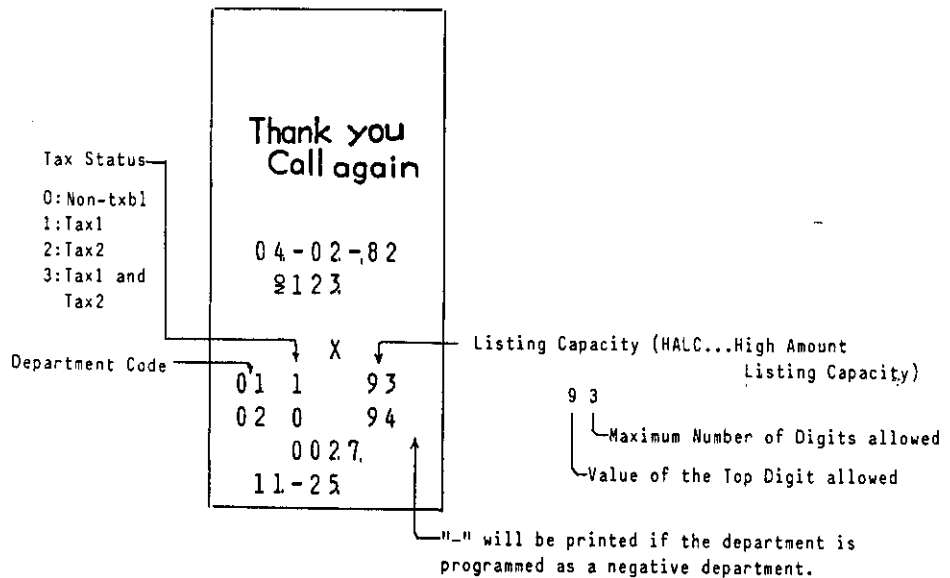 Thank you
Call again
Tax Status
0:Non-txbl
1:Tax1
2:Tax2
3:Tax1 and
Tax2
04-02-82
№123
X
Listing Capacity (HALC...High Amount
Listing Capacity)
Department Code
01 1 93
02 0 94
0027
11-25
9 3
Maximum Number of Digits allowed
Value of the Top Digit allowed
"-" will be printed if the department is
programmed as a negative department.